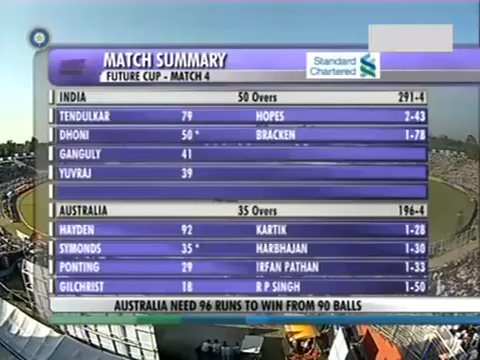 MATCH SUMMARY
FUTURE CUP - MATCH 4
Standard
Chartered
INDIA 50 Overs 291-4
TENDULKAR 79 HOPES 2-43
DHONI 50* BRACKEN 1-78
GANGULY 41
YUVRAJ 39
AUSTRALIA 35 Overs 196-4
HAYDEN 92 KARTIK 1-28
SYMONDS 35* HARBHAJAN 1-30
PONTING 29 IRFAN PATHAN 1-33
GILCHRIST 18 R P SINGH 1-50
AUSTRALIA NEED 96 RUNS TO WIN FROM 90 BALLS